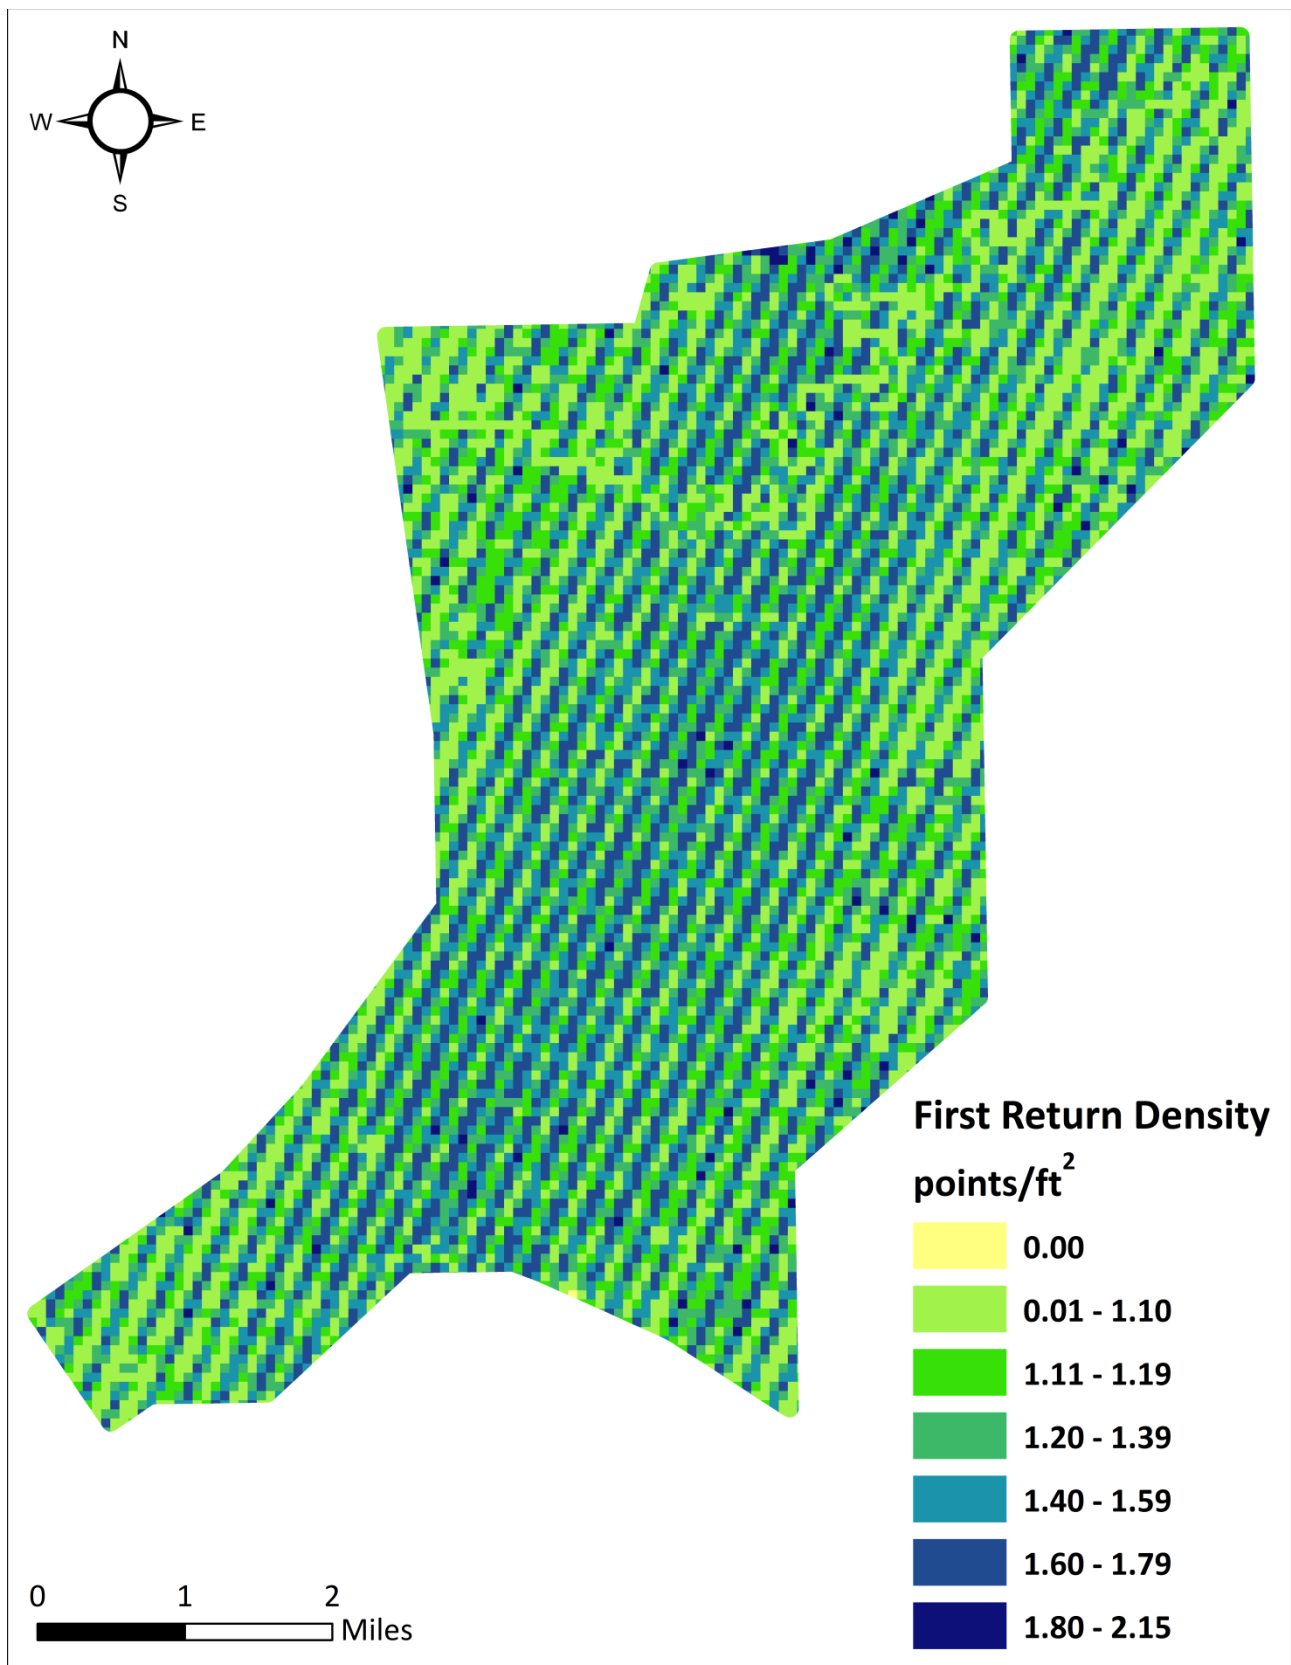 N
W E
S
First Return Density
points/ft²
0.00
0.01 - 1.10
1.11 - 1.19
1.20 - 1.39
1.40 - 1.59
1.60 - 1.79
1.80 - 2.15
0 1 2
Miles